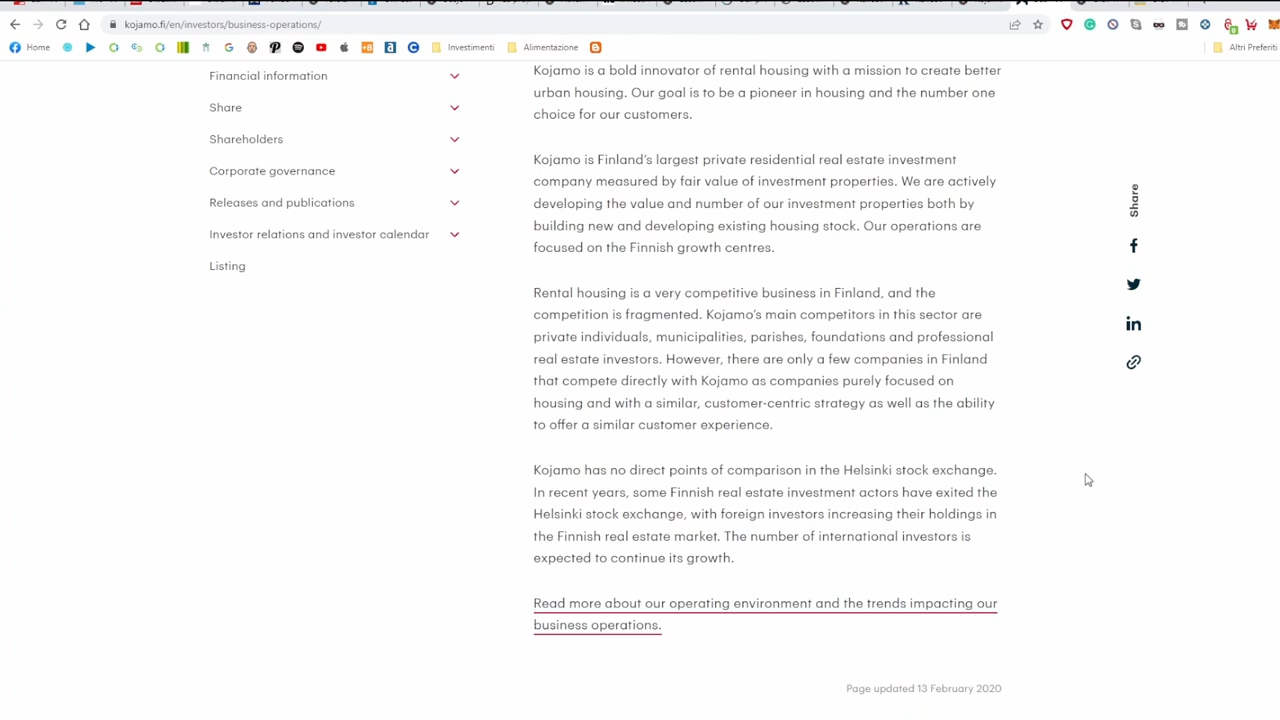 kojamo.fi/en/investors/business-operations/
Home
Investimenti
Alimentazione
Altri Preferiti
Financial information
Share
Shareholders
Corporate governance
Releases and publications
Investor relations and investor calendar
Listing
Kojamo is a bold innovator of rental housing with a mission to create better
urban housing. Our goal is to be a pioneer in housing and the number one
choice for our customers.
Kojamo is Finland's largest private residential real estate investment
company measured by fair value of investment properties. We are actively
developing the value and number of our investment properties both by
building new and developing existing housing stock. Our operations are
focused on the Finnish growth centres.
Rental housing is a very competitive business in Finland, and the
competition is fragmented. Kojamo's main competitors in this sector are
private individuals, municipalities, parishes, foundations and professional
real estate investors. However, there are only a few companies in Finland
that compete directly with Kojamo as companies purely focused on
housing and with a similar, customer-centric strategy as well as the ability
to offer a similar customer experience.
Kojamo has no direct points of comparison in the Helsinki stock exchange.
In recent years, some Finnish real estate investment actors have exited the
Helsinki stock exchange, with foreign investors increasing their holdings in
the Finnish real estate market. The number of international investors is
expected to continue its growth.
Read more about our operating environment and the trends impacting our
business operations.
Page updated 13 February 2020
Share